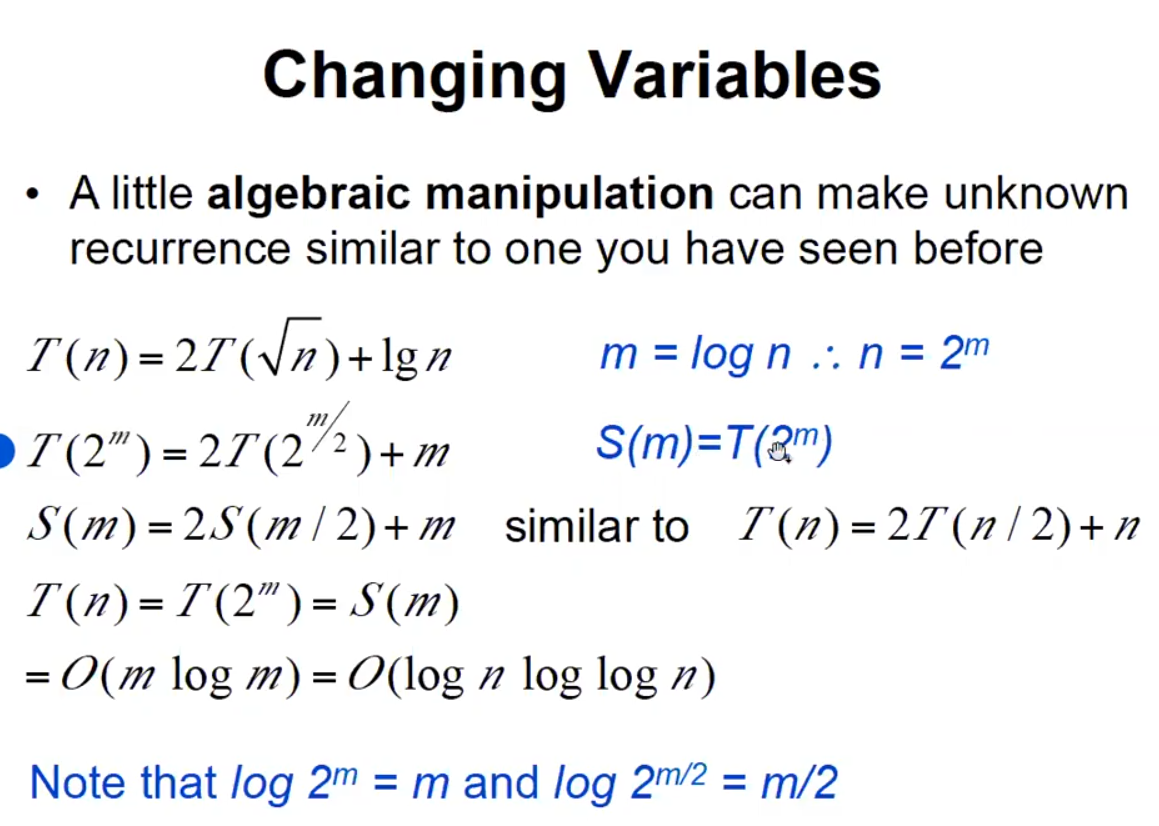 Changing Variables
• A little algebraic manipulation can make unknown
recurrence similar to one you have seen before
T(n) = 2T(√n) + lg n m = log n ∴ n = 2^m
T(2^m) = 2T(2^(m/2)) + m S(m)=T(2^m)
S(m) = 2S(m / 2) + m similar to T(n) = 2T(n / 2) + n
T(n) = T(2^m) = S(m)
= O(m log m) = O(log n log log n)
Note that log 2^m = m and log 2^(m/2) = m/2